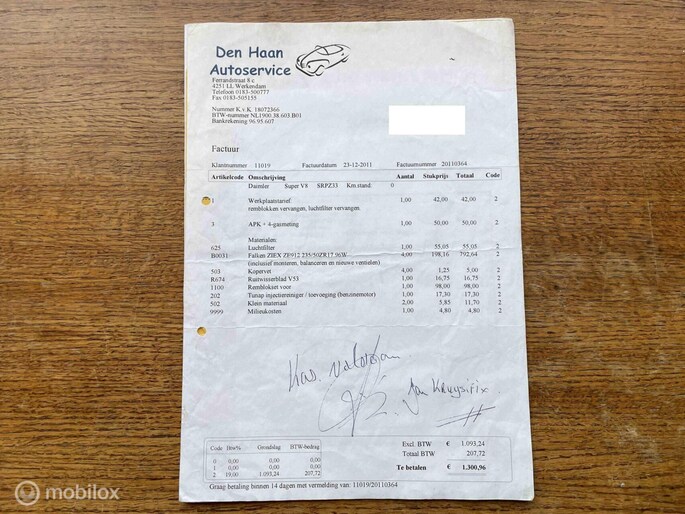 Den Haan
Autoservice
Ferrandstraat 8 c
4251 LL Werkendam
Telefoon 0183-500777
Fax 0183-505155
Nummer K.v.K. 18072366
BTW-nummer NL1900.38.603.B01
Bankrekening 96.95.607
Factuur
Klantnummer 11019 Factuurdatum 23-12-2011 Factuurnummer 20110364
Artikelcode Omschrijving Aantal Stukprijs Totaal Code
Daimler Super V8 SRPZ33 Km stand: 0
1 Werkplaatstarief 1,00 42,00 42,00 2
remblokken vervangen, luchtfilter vervangen.
3 APK + 4-gasmeting 1,00 50,00 50,00 2
Materialen:
625 Luchtfilter 1,00 55,05 55,05 2
B0031 Falken ZIEX ZE912 235/50ZR17 96W 4,00 198,16 792,64 2
(inclusief monteren, balanceren en nieuwe ventielen)
503 Kopervet 4,00 1,25 5,00 2
R674 Ruitwisserblad V53 1,00 16,75 16,75 2
1100 Remblokset voor 1,00 98,00 98,00 2
202 Tunap injectiereiniger / toevoeging (benzinemotor) 1,00 17,30 17,30 2
502 Klein materiaal 2,00 5,85 11,70 2
9999 Milieukosten 1,00 4,80 4,80 2
Kas. voldaan
Jan Kruysifix
Code Btw% Grondslag BTW-bedrag
0 0,00 0,00 0,00
1 0,00 0,00 0,00
2 19,00 1.093,24 207,72
Excl. BTW € 1.093,24
Totaal BTW 207,72
Te betalen € 1.300,96
Graag betaling binnen 14 dagen met vermelding van: 11019/20110364
mobilox